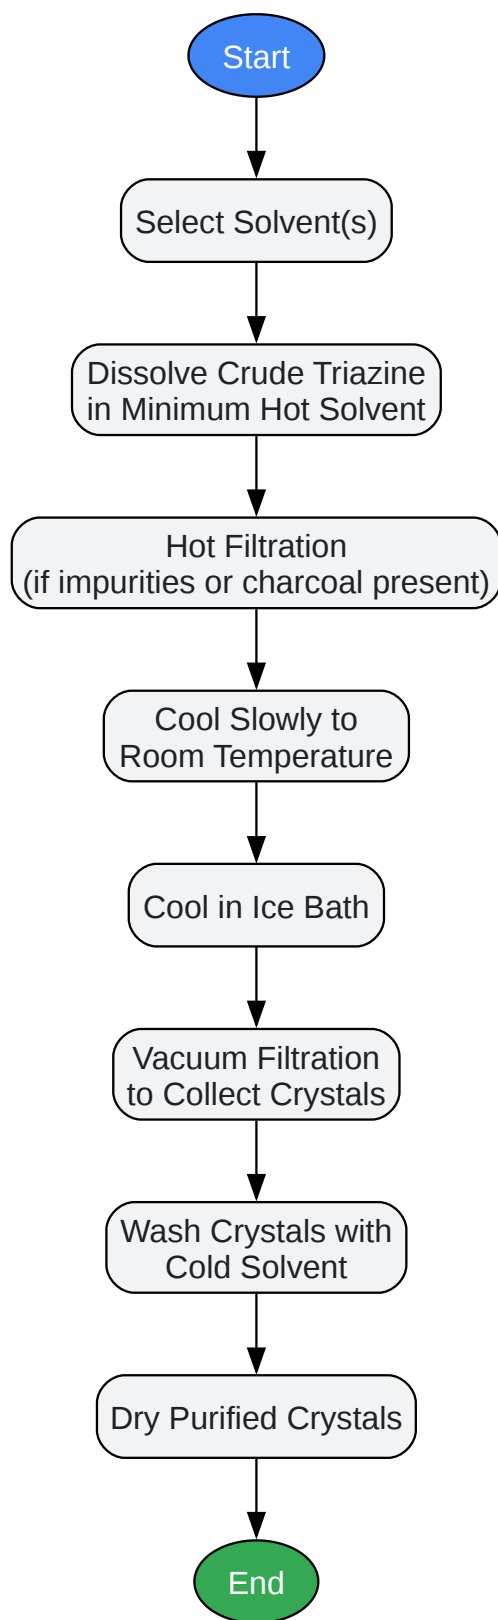 Start
Select Solvent(s)
Dissolve Crude Triazine
in Minimum Hot Solvent
Hot Filtration
(if impurities or charcoal present)
Cool Slowly to
Room Temperature
Cool in Ice Bath
Vacuum Filtration
to Collect Crystals
Wash Crystals with
Cold Solvent
Dry Purified Crystals
End